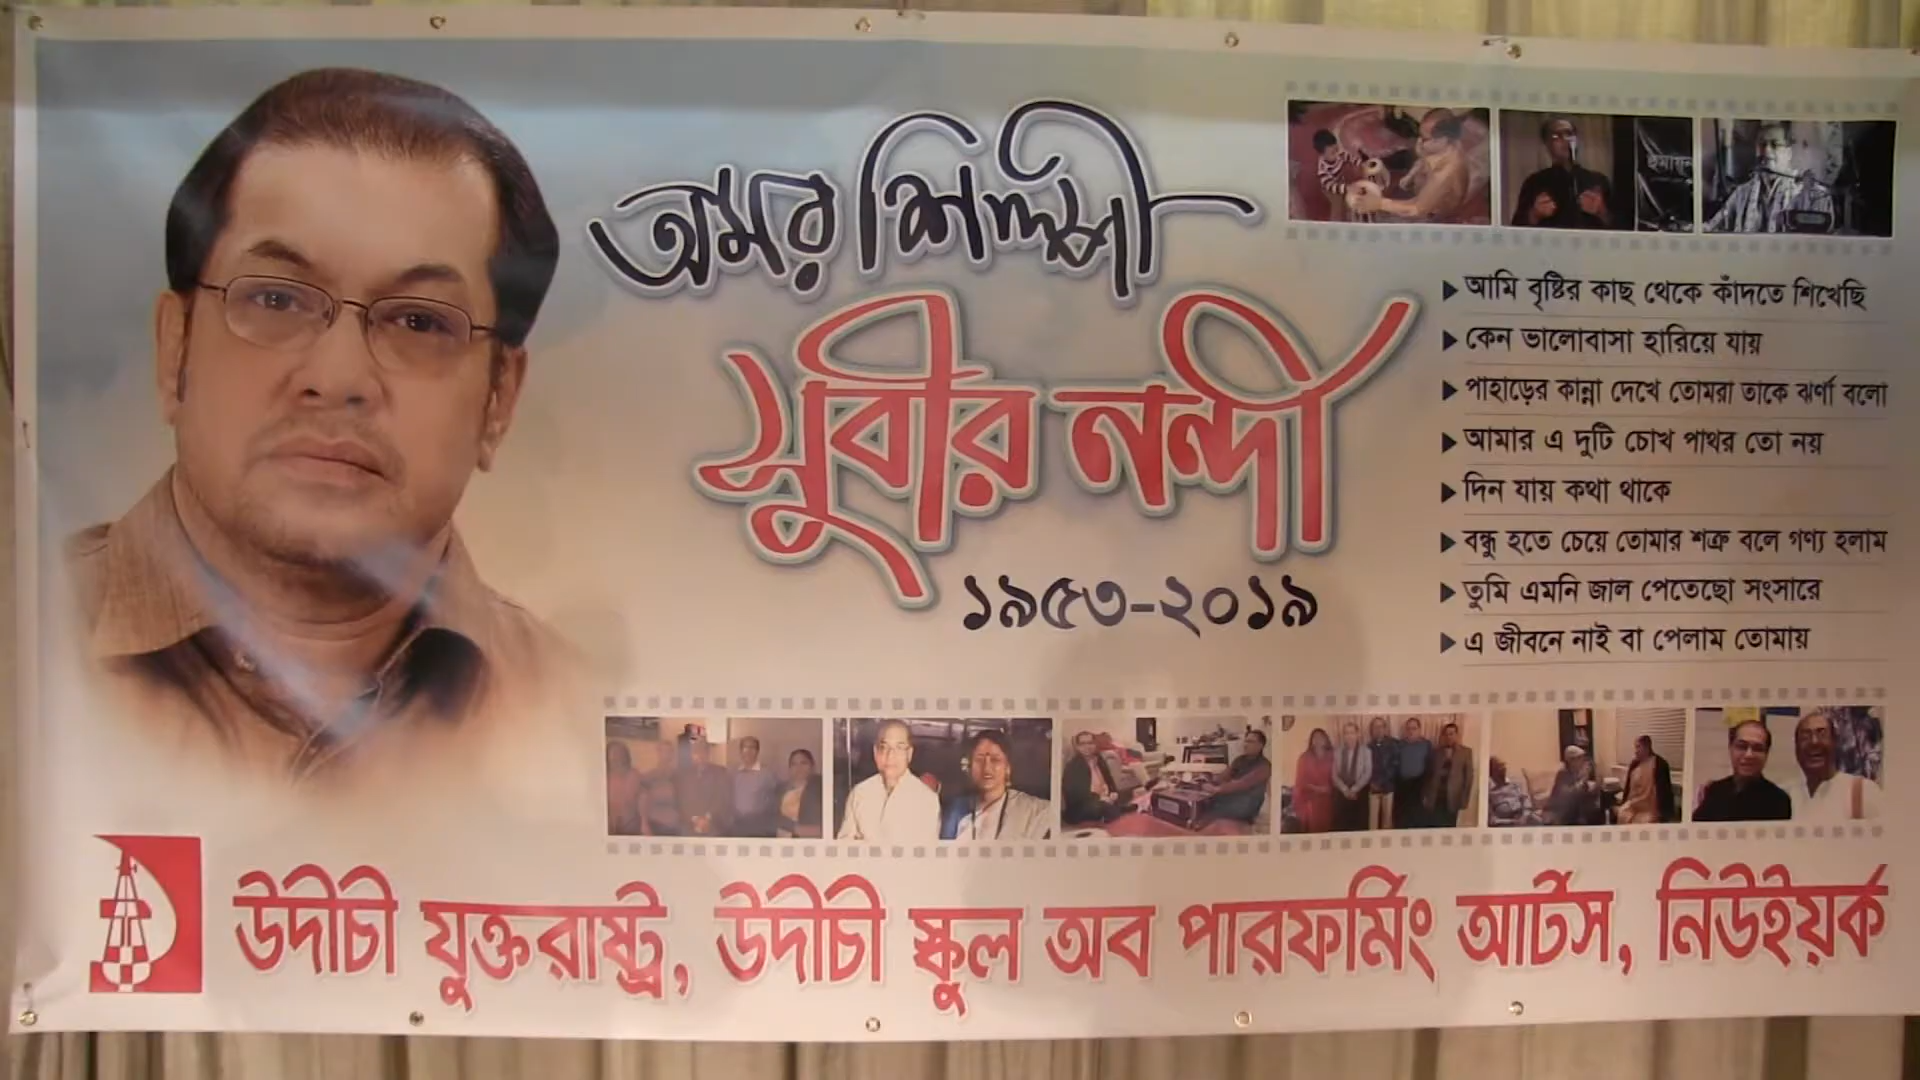 অমর শিল্পী
সুবীর নন্দী
১৯৫৩-২০১৯
হুমায়ূন
আমি বৃষ্টির কাছ থেকে কাঁদতে শিখেছি
কেন ভালোবাসা হারিয়ে যায়
পাহাড়ের কান্না দেখে তোমরা তাকে ঝর্ণা বলো
আমার এ দুটি চোখ পাথর তো নয়
দিন যায় কথা থাকে
বন্ধু হতে চেয়ে তোমার শত্রু বলে গণ্য হলাম
তুমি এমনি জাল পেতেছো সংসারে
এ জীবনে নাই বা পেলাম তোমায়
উদীচী যুক্তরাষ্ট্র, উদীচী স্কুল অব পারফর্মিং আর্টস, নিউইয়র্ক